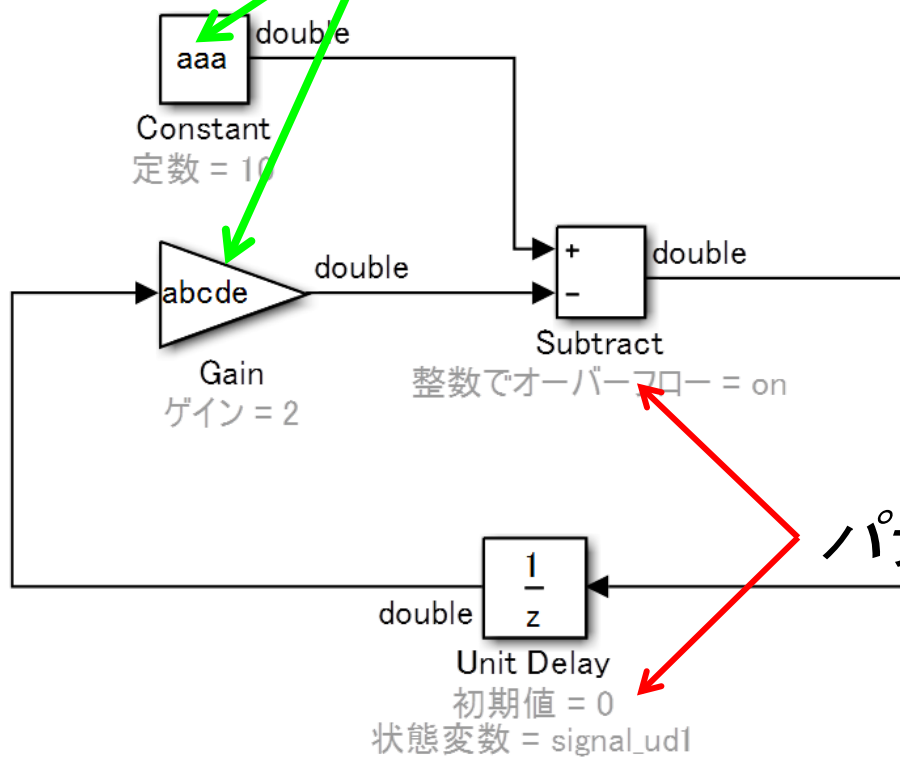 double
aaa
Constant
定数 = 10
double
abcde
Gain
ゲイン = 2
+
−
double
Subtract
整数でオーバーフロー = on
パ
1
z
double
Unit Delay
初期値 = 0
状態変数 = signal_ud1